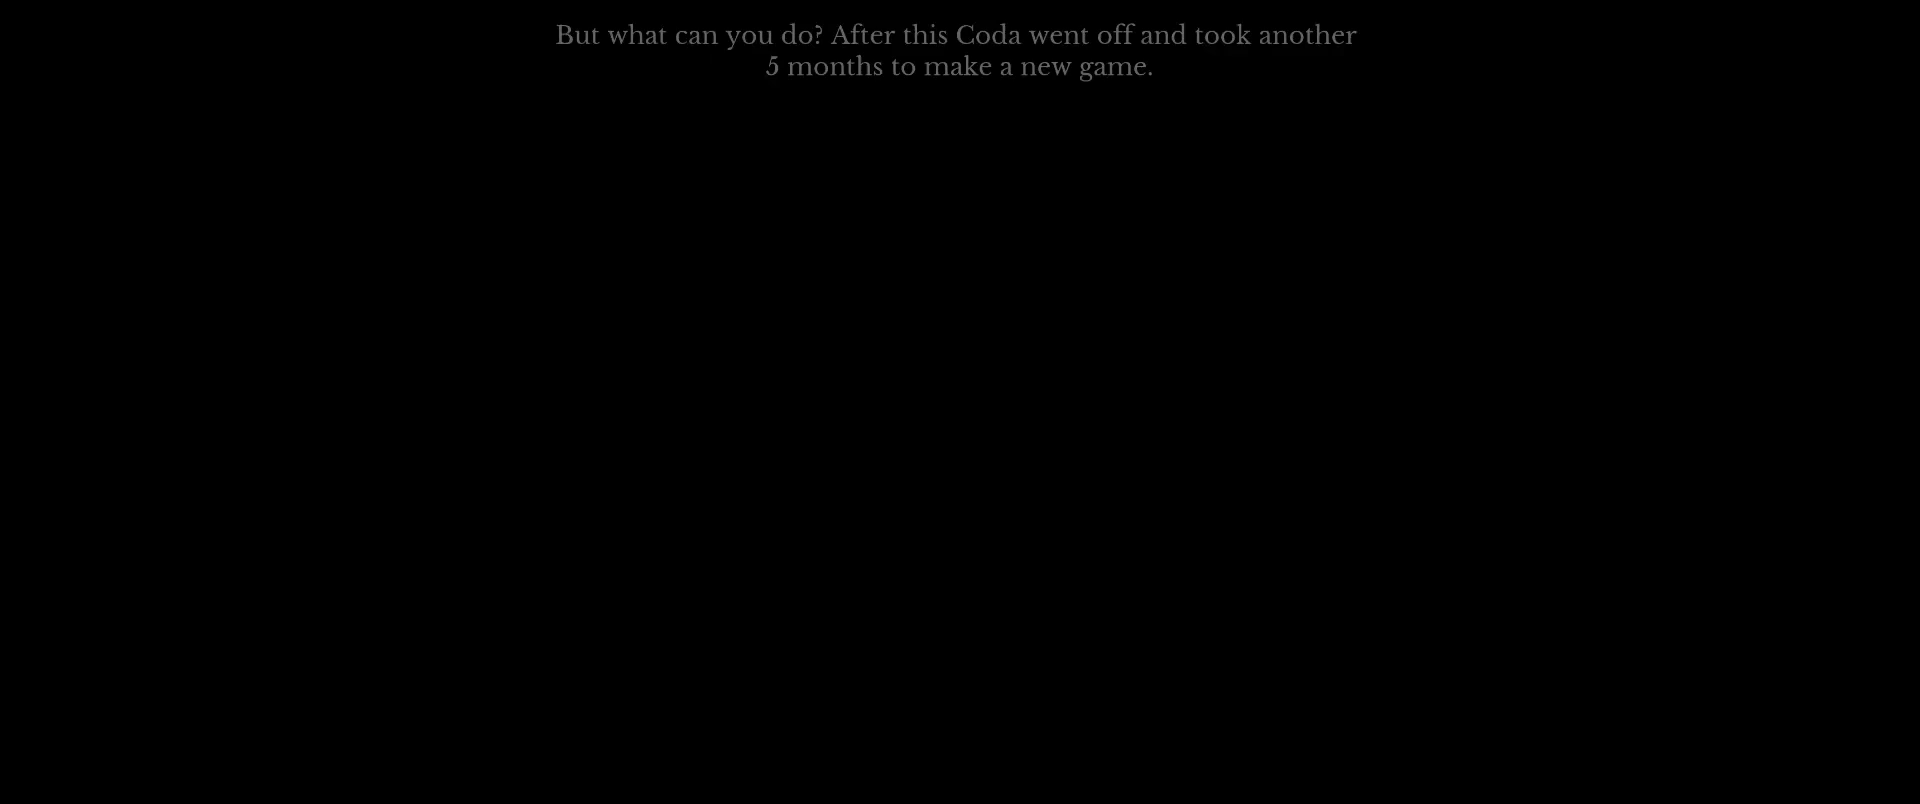 But what can you do? After this Coda went off and took another
5 months to make a new game.